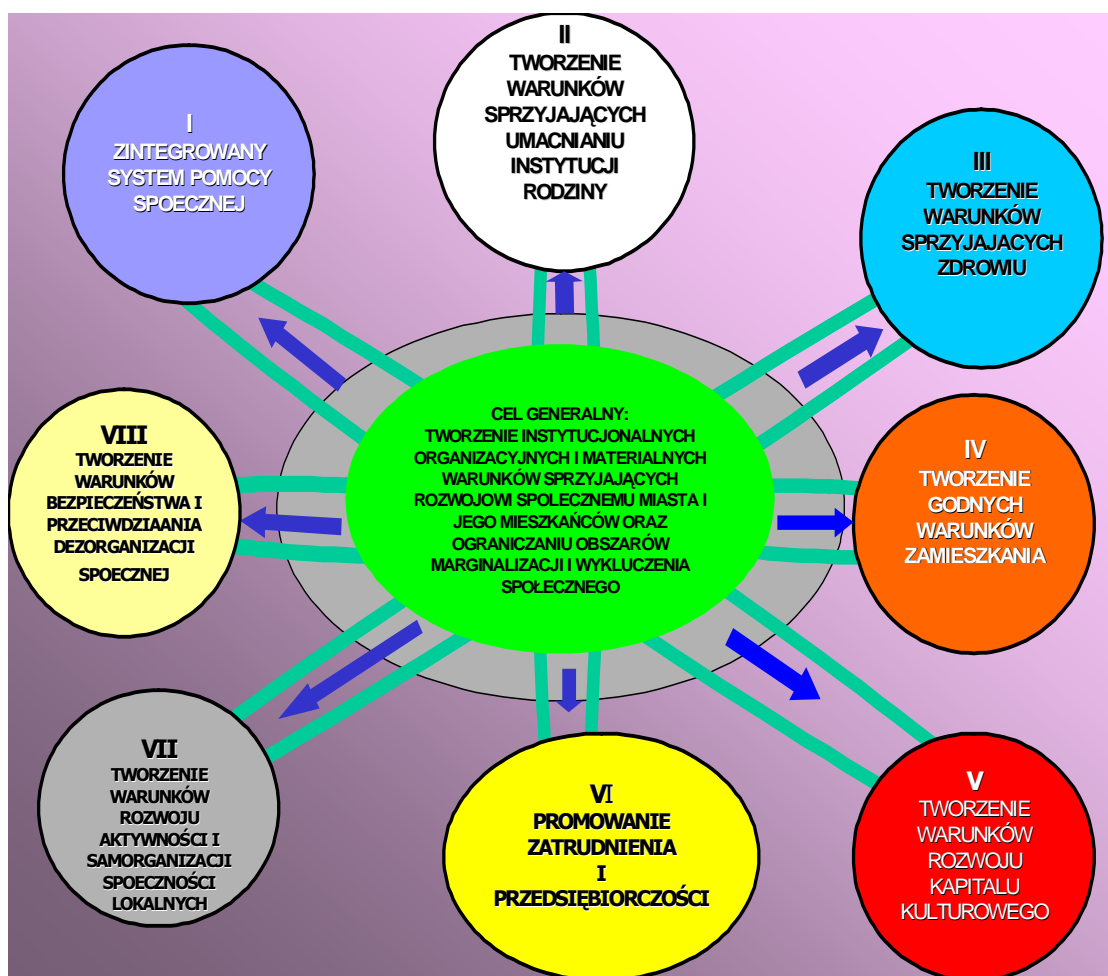 I
ZINTEGROWANY
SYSTEM POMOCY
SPOECZNEJ
II
TWORZENIE
WARUNKÓW
SPRZYJAJĄCYCH
UMACNIANIU
INSTYTUCJI
RODZINY
III
TWORZENIE
WARUNKÓW
SPRZYJAJACYCH
ZDROWIU
CEL GENERALNY:
TWORZENIE INSTYTUCJONALNYCH
ORGANIZACYJNYCH I MATERIALNYCH
WARUNKÓW SPRZYJAJĄCYCH
ROZWOJOWI SPOLECZNEMU MIASTA I
JEGO MIESZKAŃCÓW ORAZ
OGRANICZANIU OBSZARÓW
MARGINALIZACJI I WYKLUCZENIA
SPOŁECZNEGO
IV
TWORZENIE
GODNYCH
WARUNKÓW
ZAMIESZKANIA
V
TWORZENIE
WARUNKÓW
ROZWOJU
KAPITALU
KULTUROWEGO
VI
PROMOWANIE
ZATRUDNIENIA
I
PRZEDSIĘBIORCZOŚCI
VII
TWORZENIE
WARUNKÓW
ROZWOJU
AKTYWNOŚCI I
SAMORGANIZACJI
SPOECZNOŚCI
LOKALNYCH
VIII
TWORZENIE
WARUNKÓW
BEZPIECZEŃSTWA I
PRZECIWDZIAANIA
DEZORGANIZACJI
SPOECZNEJ